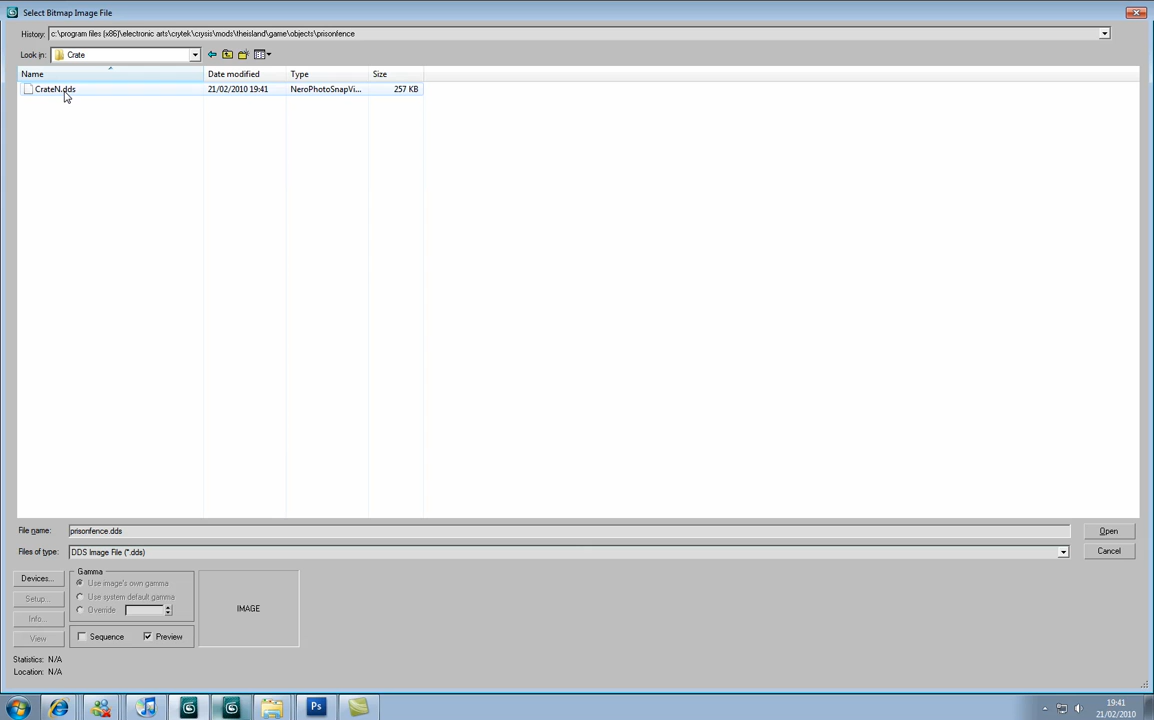 Select Bitmap Image File
History: c:\program files (x86)\electronic arts\crytek\crysis\mods\theisland\game\objects\prisonfence
Look in: Crate
Name Date modified Type Size
CrateN.dds 21/02/2010 19:41 NeroPhotoSnapVi... 257 KB
File name: prisonfence.dds Open
Files of type: DDS Image File (*.dds) Cancel
Devices... Gamma
Use image's own gamma
Setup... Use system default gamma
Override
Info...
IMAGE
View Sequence Preview
Statistics: N/A
Location: N/A
Ps
19:41
21/02/2010